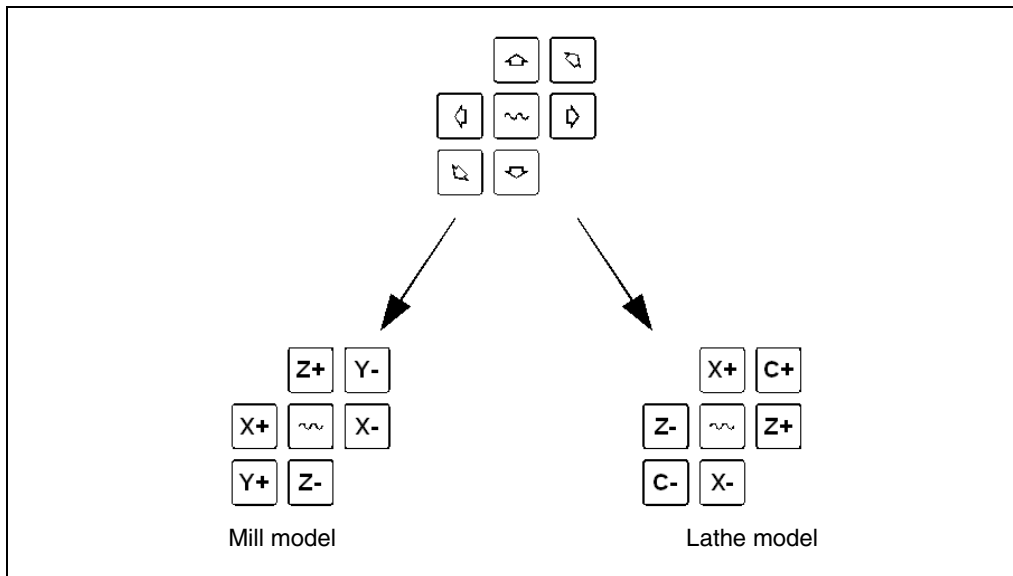 Z+ Y-
X+ X-
Y+ Z-
Mill model
X+ C+
Z- Z+
C- X-
Lathe model